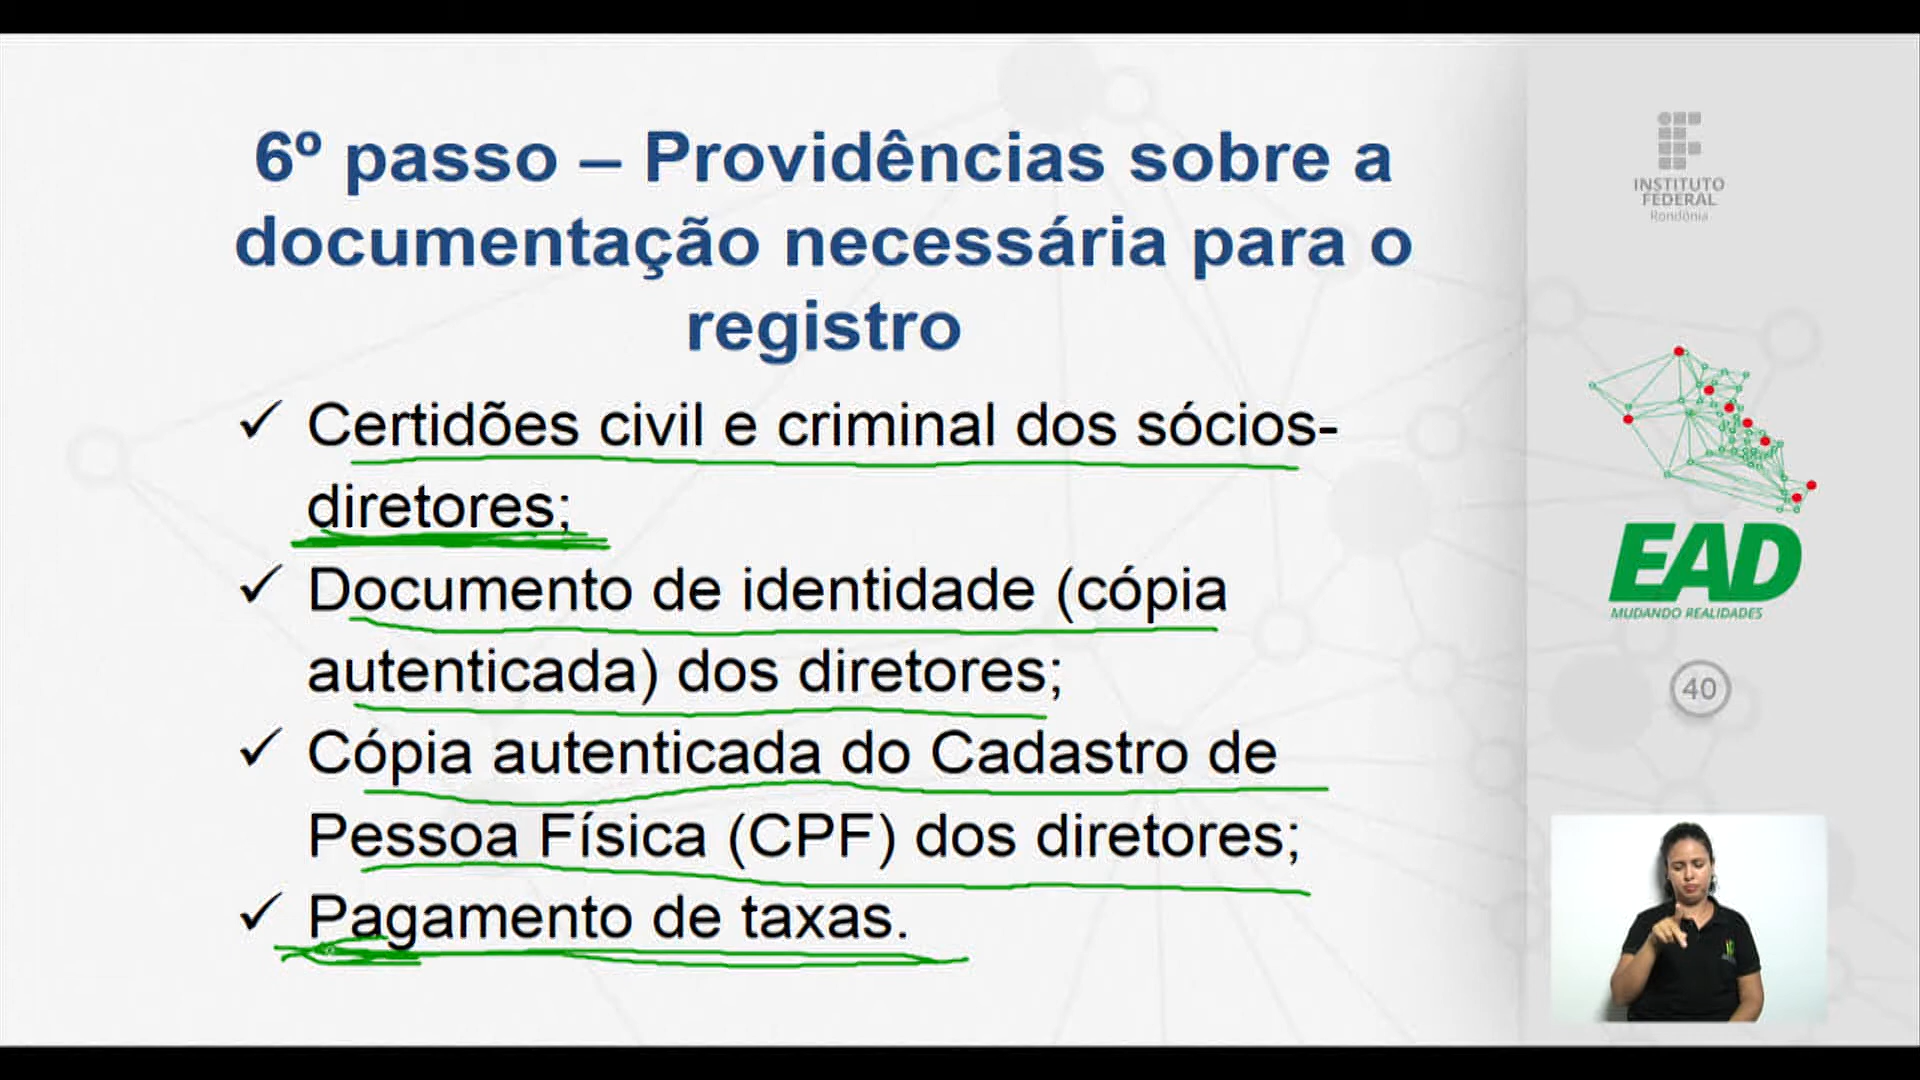 6º passo – Providências sobre a
documentação necessária para o
registro
✓ Certidões civil e criminal dos sócios-
diretores;
✓ Documento de identidade (cópia
autenticada) dos diretores;
✓ Cópia autenticada do Cadastro de
Pessoa Física (CPF) dos diretores;
✓ Pagamento de taxas.
INSTITUTO
FEDERAL
Rondônia
EAD
MUDANDO REALIDADES
40